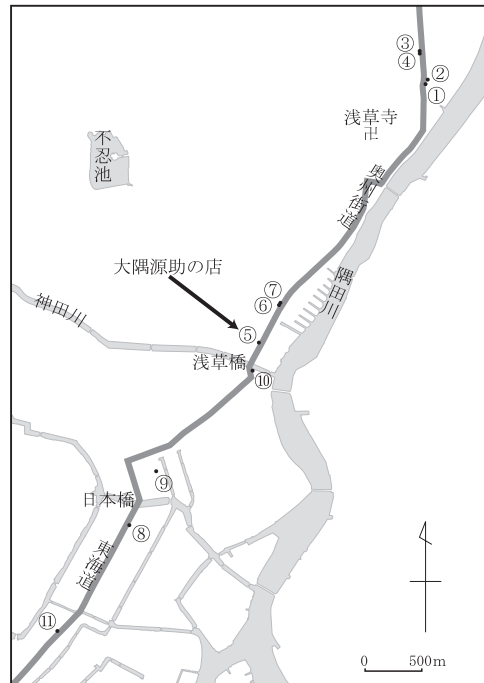 ③
④
②
①
浅草寺
卍
不忍池
奥州街道
大隅源助の店
⑦
⑥
隅田川
神田川
⑤
浅草橋
⑩
⑨
日本橋
⑧
東海道
⑪
0 500m